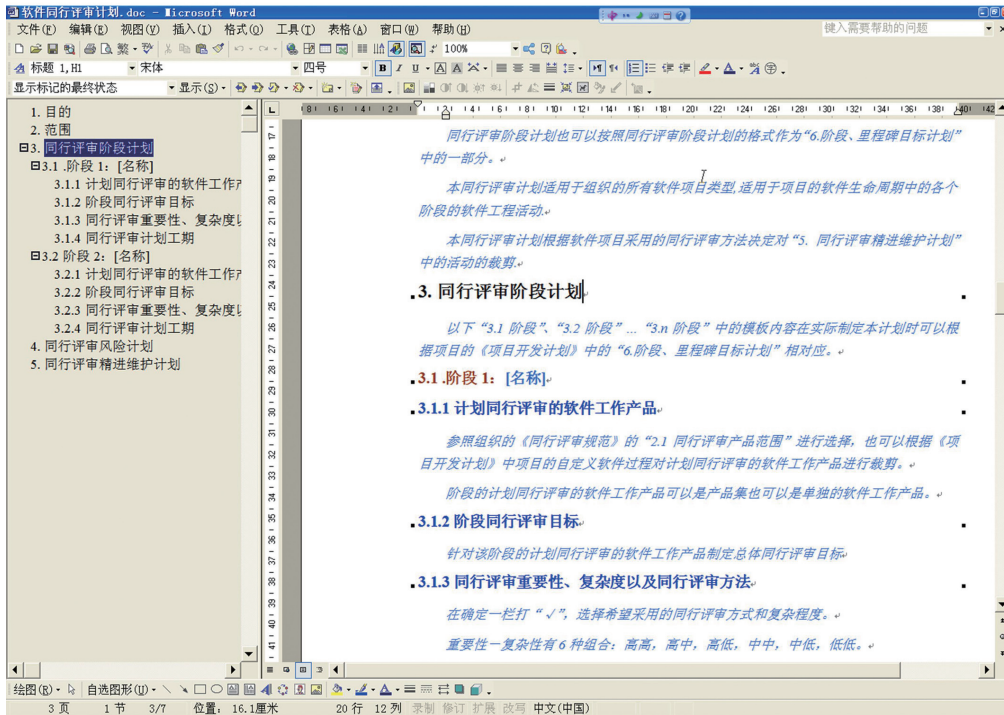 软件同行评审计划.doc - Microsoft Word
文件(F) 编辑(E) 视图(V) 插入(I) 格式(O) 工具(T) 表格(A) 窗口(W) 帮助(H) 键入需要帮助的问题
100%
标题 1,H1 宋体 四号 B I U A A
显示标记的最终状态 显示(S)
1. 目的
2. 范围
3. 同行评审阶段计划
3.1 .阶段 1: [名称]
3.1.1 计划同行评审的软件工作产
3.1.2 阶段同行评审目标
3.1.3 同行评审重要性、复杂度以
3.1.4 同行评审计划工期
3.2 阶段 2: [名称]
3.2.1 计划同行评审的软件工作产
3.2.2 阶段同行评审目标
3.2.3 同行评审重要性、复杂度以
3.2.4 同行评审计划工期
4. 同行评审风险计划
5. 同行评审精进维护计划
同行评审阶段计划也可以按照同行评审阶段计划的格式作为“6.阶段、里程碑目标计划”
中的一部分。
本同行评审计划适用于组织的所有软件项目类型,适用于项目的软件生命周期中的各个
阶段的软件工程活动.
本同行评审计划根据软件项目采用的同行评审方法决定对“5. 同行评审精进维护计划”
中的活动的裁剪.
3. 同行评审阶段计划
以下“3.1 阶段”、“3.2 阶段”…“3.n 阶段”中的模板内容在实际制定本计划时可以根
据项目的《项目开发计划》中的“6.阶段、里程碑目标计划”相对应。
3.1 .阶段 1: [名称]
3.1.1 计划同行评审的软件工作产品
参照组织的《同行评审规范》的“2.1 同行评审产品范围”进行选择，也可以根据《项
目开发计划》中项目的自定义软件过程对计划同行评审的软件工作产品进行裁剪。
阶段的计划同行评审的软件工作产品可以是产品集也可以是单独的软件工作产品。
3.1.2 阶段同行评审目标
针对该阶段的计划同行评审的软件工作产品制定总体同行评审目标
3.1.3 同行评审重要性、复杂度以及同行评审方法
在确定一栏打“ √”，选择希望采用的同行评审方式和复杂程度。
重要性－复杂性有 6 种组合：高高，高中，高低，中中，中低，低低。
绘图(R) 自选图形(U)
3 页 1 节 3/7 位置: 16.1厘米 20 行 12 列 录制 修订 扩展 改写 中文(中国)